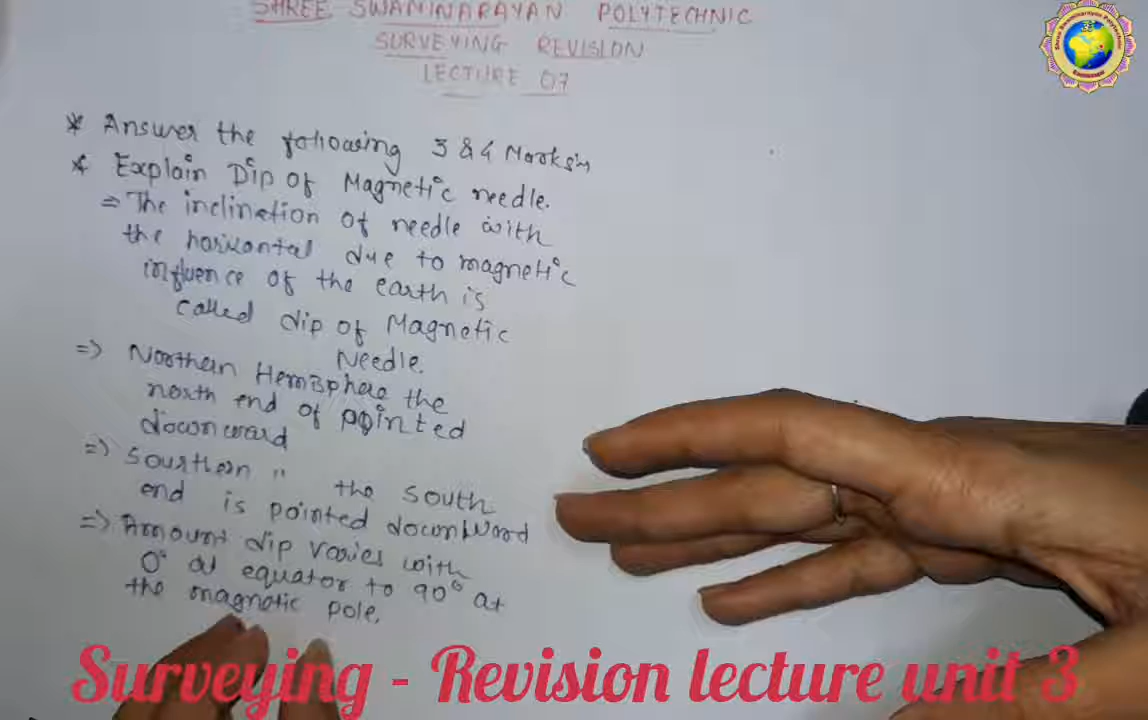 SHREE SWAMINARAYAN POLYTECHNIC
SURVEYING REVISION
LECTURE 07
* Answer the following 3 & 4 Marks
* Explain Dip of Magnetic needle.
⇒ The inclination of needle with
the horizontal due to magnetic
influence of the earth is
called dip of Magnetic
Needle.
=> Northern Hemisphere the
north end of pointed
downward
=> Sourthern " the south
end is pointed downward
=> Amount dip varies with
0° at equator to 90° at
the magnetic pole.
Surveying - Revision lecture unit 3